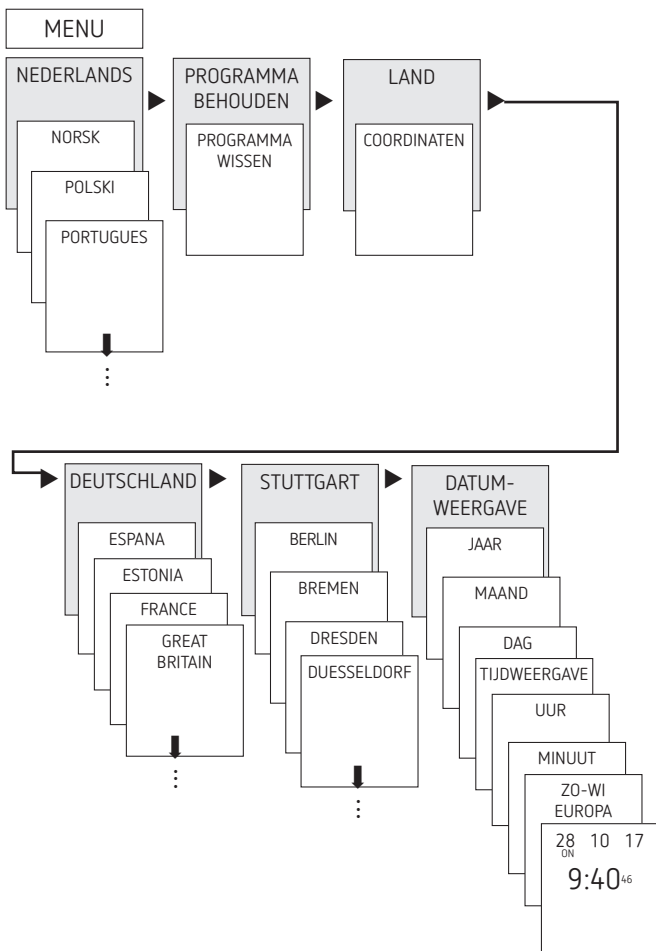 MENU
NEDERLANDS
NORSK
POLSKI
PORTUGUES
PROGRAMMA
BEHOUDEN
PROGRAMMA
WISSEN
LAND
COORDINATEN
DEUTSCHLAND
ESPANA
ESTONIA
FRANCE
GREAT
BRITAIN
STUTTGART
BERLIN
BREMEN
DRESDEN
DUESSELDORF
DATUM-
WEERGAVE
JAAR
MAAND
DAG
TIJDWEERGAVE
UUR
MINUUT
ZO-WI
EUROPA
28 10 17
ON
9:40 46